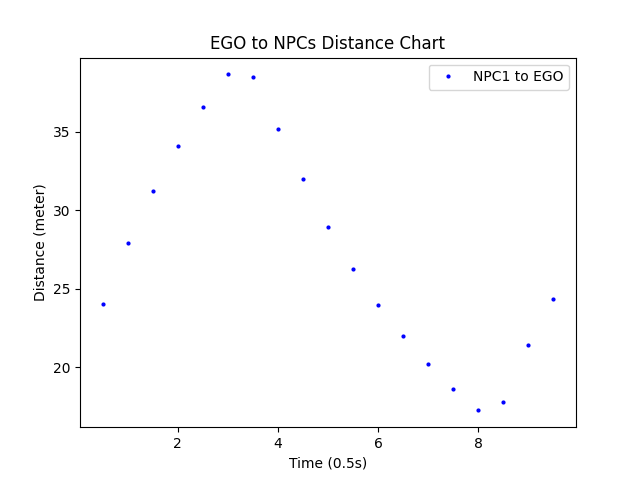 EGO to NPCs Distance Chart
NPC1 to EGO
35
30
25
20
Distance (meter)
2 4 6 8
Time (0.5s)